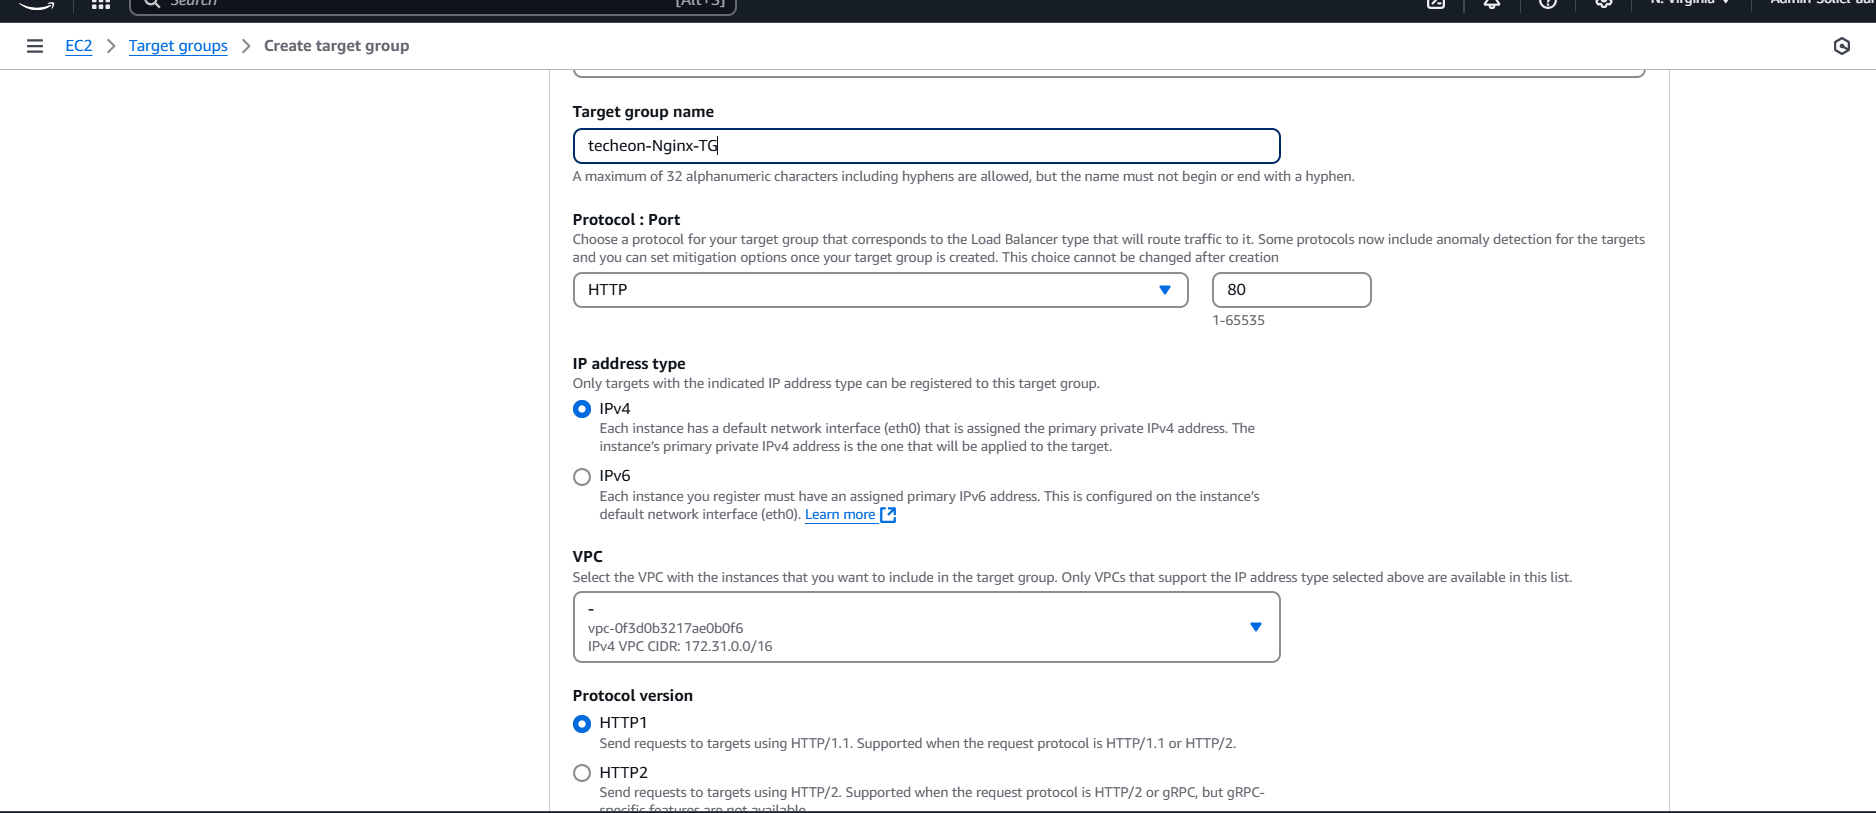 Search
[Alt+S]
N. Virginia
EC2 > Target groups > Create target group
Target group name
techeon-Nginx-TG
A maximum of 32 alphanumeric characters including hyphens are allowed, but the name must not begin or end with a hyphen.
Protocol : Port
Choose a protocol for your target group that corresponds to the Load Balancer type that will route traffic to it. Some protocols now include anomaly detection for the targets
and you can set mitigation options once your target group is created. This choice cannot be changed after creation
HTTP
80
1-65535
IP address type
Only targets with the indicated IP address type can be registered to this target group.
IPv4
Each instance has a default network interface (eth0) that is assigned the primary private IPv4 address. The
instance's primary private IPv4 address is the one that will be applied to the target.
IPv6
Each instance you register must have an assigned primary IPv6 address. This is configured on the instance's
default network interface (eth0). Learn more
VPC
Select the VPC with the instances that you want to include in the target group. Only VPCs that support the IP address type selected above are available in this list.
-
vpc-0f3d0b3217ae0b0f6
IPv4 VPC CIDR: 172.31.0.0/16
Protocol version
HTTP1
Send requests to targets using HTTP/1.1. Supported when the request protocol is HTTP/1.1 or HTTP/2.
HTTP2
Send requests to targets using HTTP/2. Supported when the request protocol is HTTP/2 or gRPC, but gRPC-
specific features are not available.